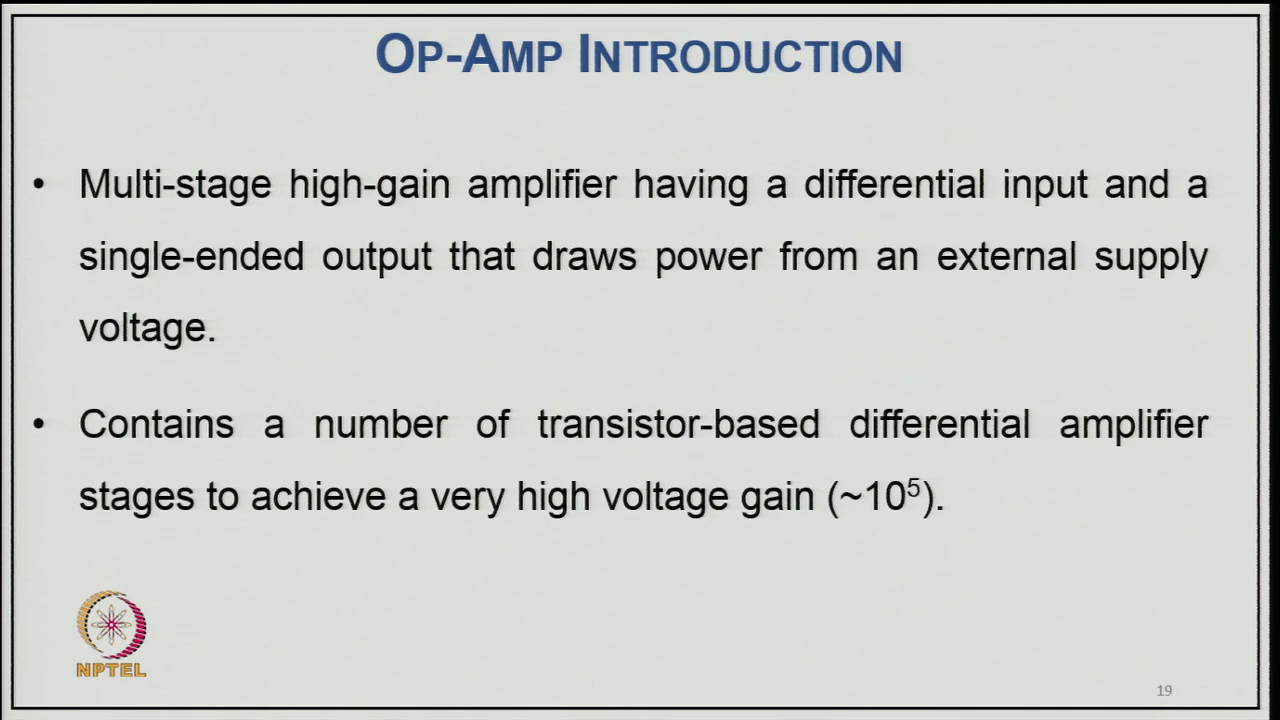 OP-AMP INTRODUCTION
• Multi-stage high-gain amplifier having a differential input and a
single-ended output that draws power from an external supply
voltage.
• Contains a number of transistor-based differential amplifier
stages to achieve a very high voltage gain (~10⁵).
NPTEL
19